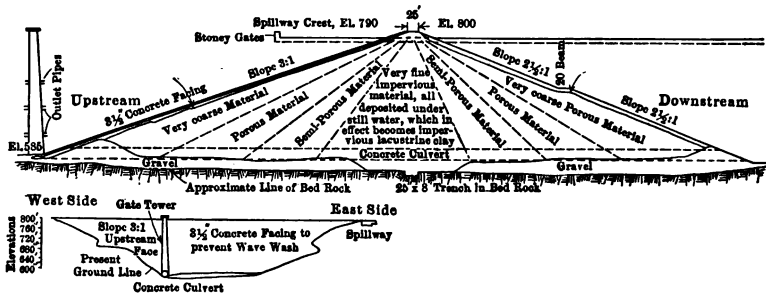 25'
Spillway Crest, El. 790
El. 800
Stoney Gates
Outlet Pipes
Upstream
3½" Concrete Facing
Slope 3:1
Very coarse Material
Porous Material
Semi-Porous Material
Very fine
impervious
material, all
deposited under
still water, which in
effect becomes imper-
vious lacustrine clay
Semi-Porous Material
Porous Material
Very coarse Porous Material
Slope 2½:1
20 Beam
Slope 2½:1
Downstream
El. 585
Concrete Culvert
Gravel
Gravel
Approximate Line of Bed Rock
25 x 8 Trench in Bed Rock
West Side
Gate Tower
East Side
Elevations
800'
760
720
680
640
600
Slope 3:1
Upstream
Face
3½" Concrete Facing to
prevent Wave Wash
Spillway
Present
Ground Line
Concrete Culvert